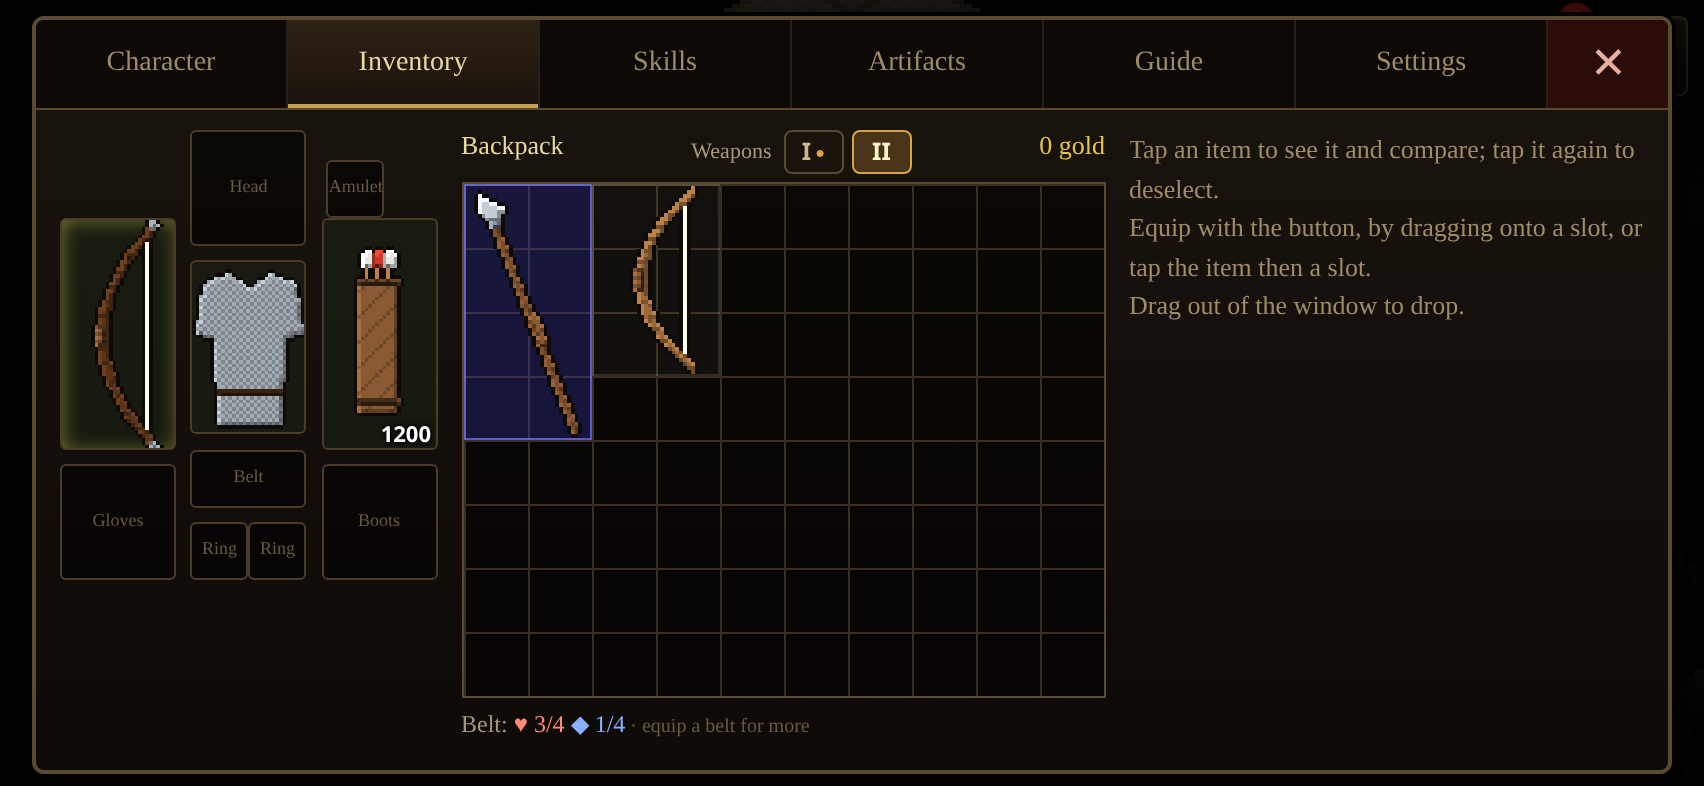 Character Inventory Skills Artifacts Guide Settings ✕
Head
Amulet
1200
Belt
Gloves
Ring Ring
Boots
Backpack Weapons I • II 0 gold
Belt: ♥ 3/4 ◆ 1/4 · equip a belt for more
Tap an item to see it and compare; tap it again to
deselect.
Equip with the button, by dragging onto a slot, or
tap the item then a slot.
Drag out of the window to drop.